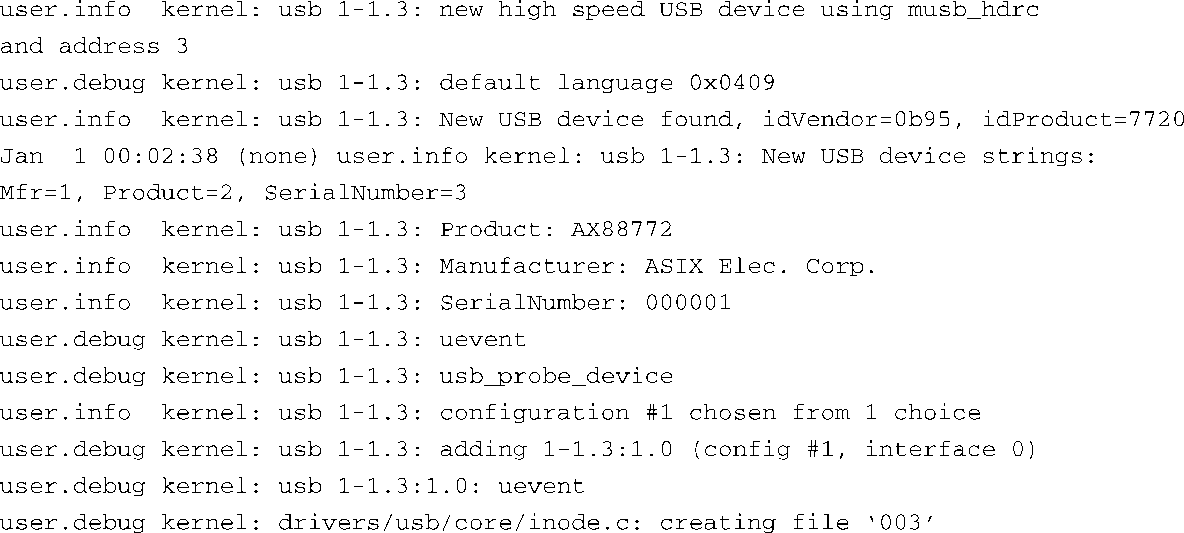 user.info  kernel: usb 1-1.3: new high speed USB device using musb_hdrc
and address 3
user.debug kernel: usb 1-1.3: default language 0x0409
user.info  kernel: usb 1-1.3: New USB device found, idVendor=0b95, idProduct=7720
Jan  1 00:02:38 (none) user.info kernel: usb 1-1.3: New USB device strings:
Mfr=1, Product=2, SerialNumber=3
user.info  kernel: usb 1-1.3: Product: AX88772
user.info  kernel: usb 1-1.3: Manufacturer: ASIX Elec. Corp.
user.info  kernel: usb 1-1.3: SerialNumber: 000001
user.debug kernel: usb 1-1.3: uevent
user.debug kernel: usb 1-1.3: usb_probe_device
user.info  kernel: usb 1-1.3: configuration #1 chosen from 1 choice
user.debug kernel: usb 1-1.3: adding 1-1.3:1.0 (config #1, interface 0)
user.debug kernel: usb 1-1.3:1.0: uevent
user.debug kernel: drivers/usb/core/inode.c: creating file ‘003’